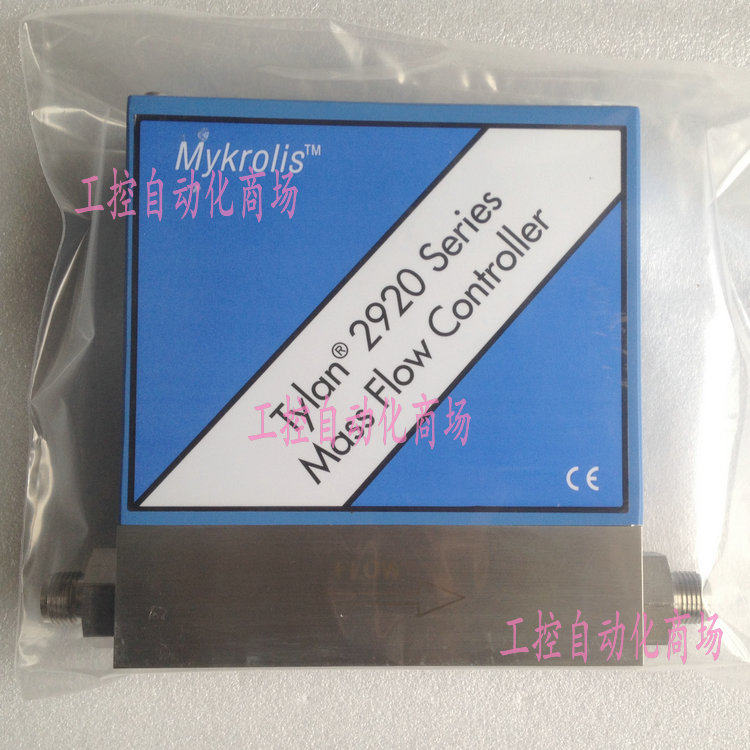 Mykrolis™
工控自动化商场
Tylan® 2920 Series
Mass Flow Controller
工控自动化商场
CE
FLOW
工控自动化商场